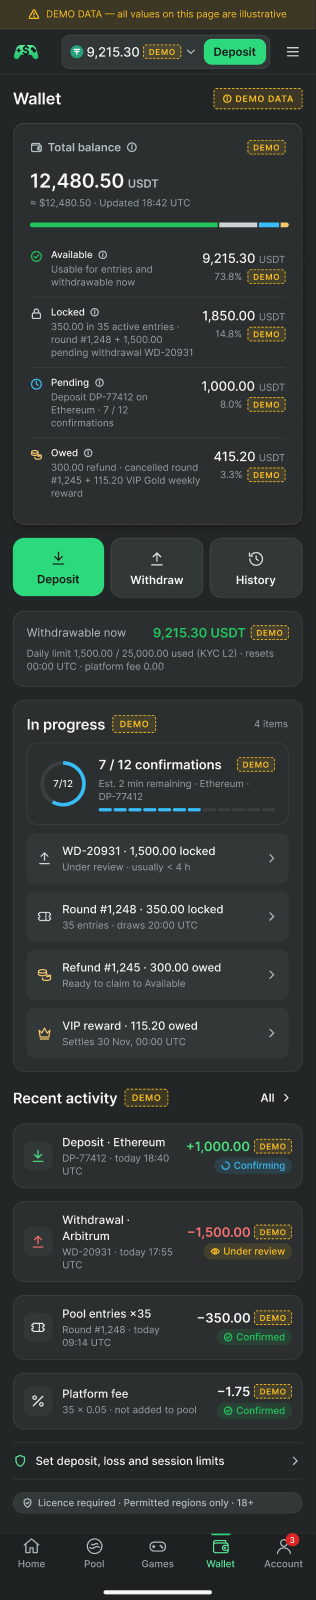 DEMO DATA — all values on this page are illustrative
9,215.30 DEMO Deposit
Wallet DEMO DATA
Total balance DEMO
12,480.50 USDT
≈ $12,480.50 · Updated 18:42 UTC
Available 9,215.30 USDT
Usable for entries and 73.8% DEMO
withdrawable now
Locked 1,850.00 USDT
350.00 in 35 active entries · 14.8% DEMO
round #1,248 + 1,500.00
pending withdrawal WD-20931
Pending 1,000.00 USDT
Deposit DP-77412 on 8.0% DEMO
Ethereum · 7 / 12
confirmations
Owed 415.20 USDT
300.00 refund · cancelled round 3.3% DEMO
#1,245 + 115.20 VIP Gold weekly
reward
Deposit Withdraw History
Withdrawable now 9,215.30 USDT DEMO
Daily limit 1,500.00 / 25,000.00 used (KYC L2) · resets
00:00 UTC · platform fee 0.00
In progress DEMO 4 items
7/12
7 / 12 confirmations DEMO
Est. 2 min remaining · Ethereum ·
DP-77412
WD-20931 · 1,500.00 locked
Under review · usually < 4 h
Round #1,248 · 350.00 locked
35 entries · draws 20:00 UTC
Refund #1,245 · 300.00 owed
Ready to claim to Available
VIP reward · 115.20 owed
Settles 30 Nov, 00:00 UTC
Recent activity DEMO All
Deposit · Ethereum +1,000.00 DEMO
DP-77412 · today 18:40 Confirming
UTC
Withdrawal · −1,500.00 DEMO
Arbitrum
WD-20931 · today 17:55 Under review
UTC
Pool entries ×35 −350.00 DEMO
Round #1,248 · today Confirmed
09:14 UTC
Platform fee −1.75 DEMO
35 × 0.05 · not added to pool Confirmed
Set deposit, loss and session limits
Licence required · Permitted regions only · 18+
3
Home Pool Games Wallet Account